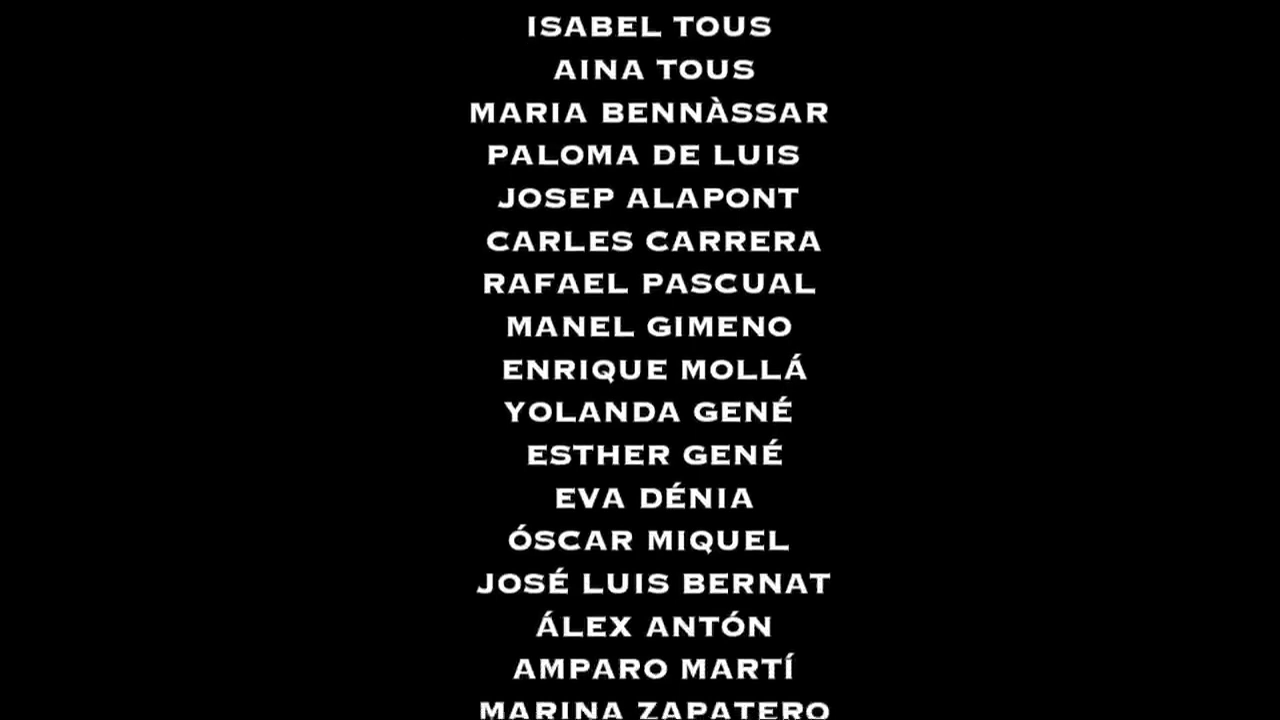 ISABEL TOUS
AINA TOUS
MARIA BENNÀSSAR
PALOMA DE LUIS
JOSEP ALAPONT
CARLES CARRERA
RAFAEL PASCUAL
MANEL GIMENO
ENRIQUE MOLLÁ
YOLANDA GENÉ
ESTHER GENÉ
EVA DÉNIA
ÓSCAR MIQUEL
JOSÉ LUIS BERNAT
ÁLEX ANTÓN
AMPARO MARTÍ
MARINA ZAPATERO